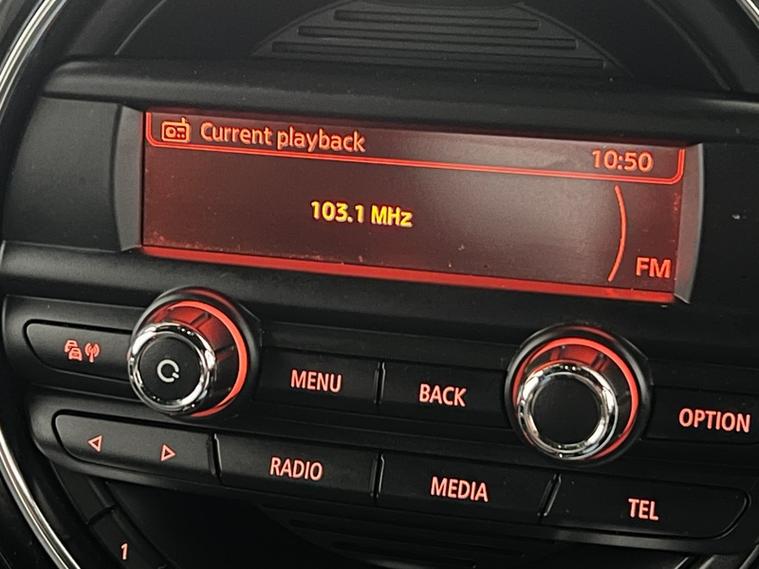 Current playback 10:50
103.1 MHz
FM
MENU BACK OPTION
RADIO MEDIA TEL
1